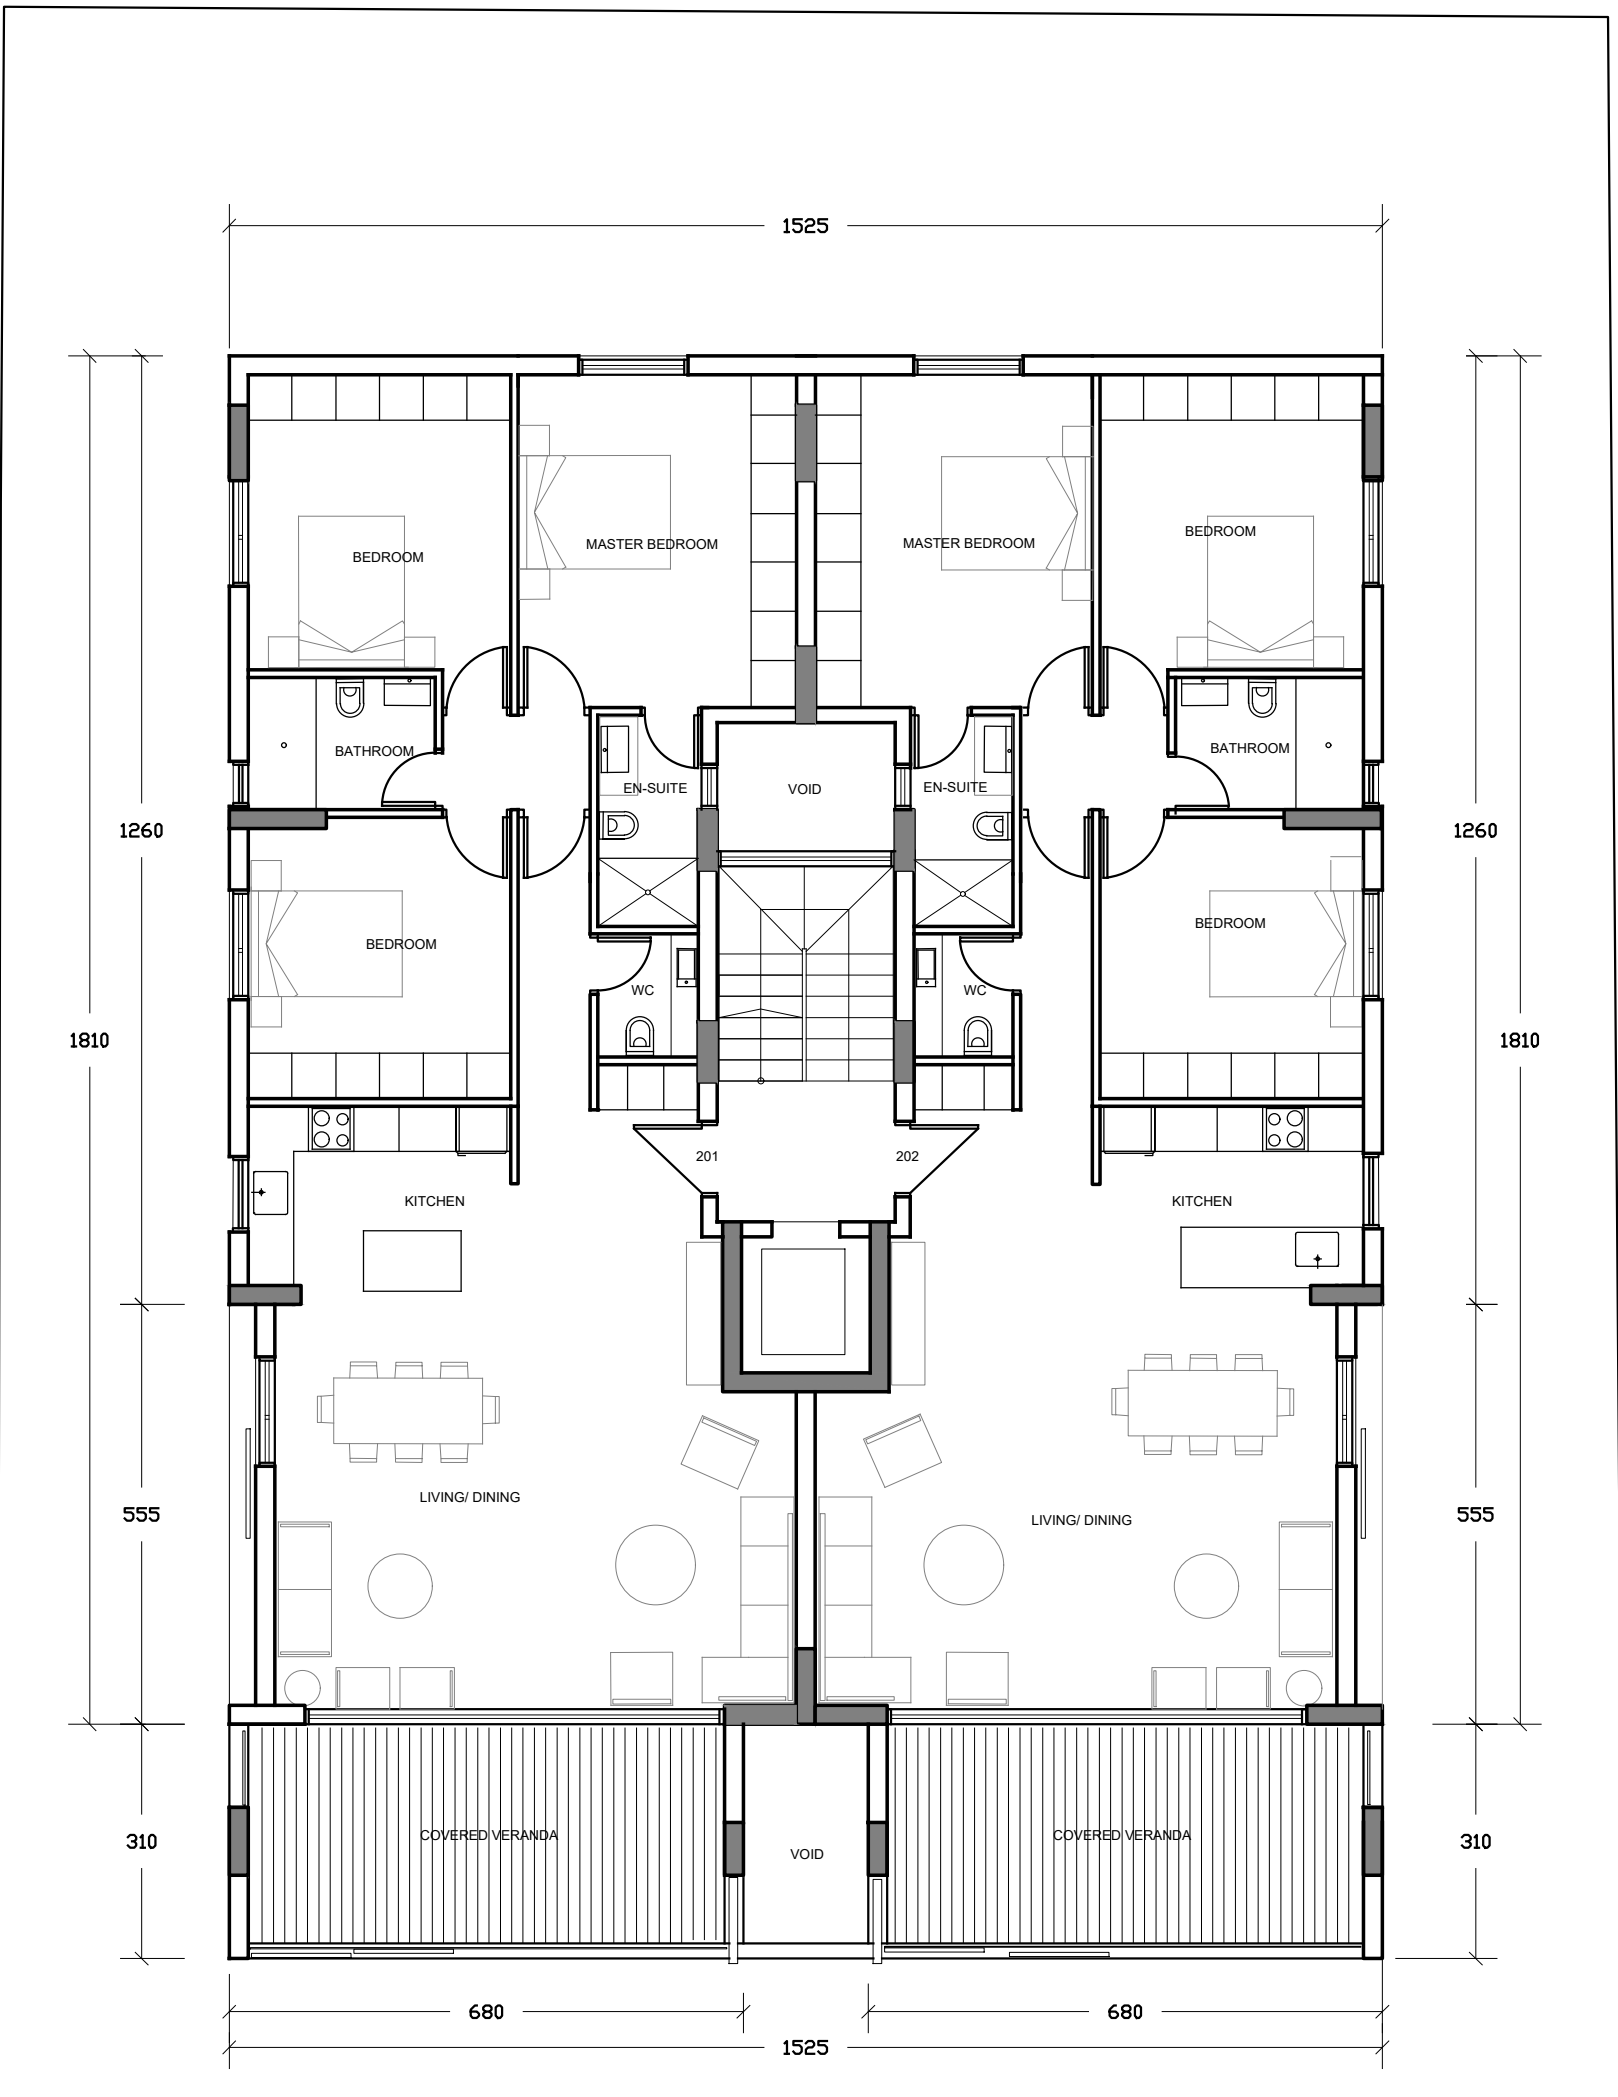 1525
BEDROOM
MASTER BEDROOM
MASTER BEDROOM
BEDROOM
BATHROOM
BATHROOM
EN-SUITE
VOID
EN-SUITE
1260
1260
BEDROOM
BEDROOM
WC
WC
1810
1810
201
202
KITCHEN
KITCHEN
LIVING/ DINING
LIVING/ DINING
555
555
COVERED VERANDA
COVERED VERANDA
310
VOID
310
680
680
1525